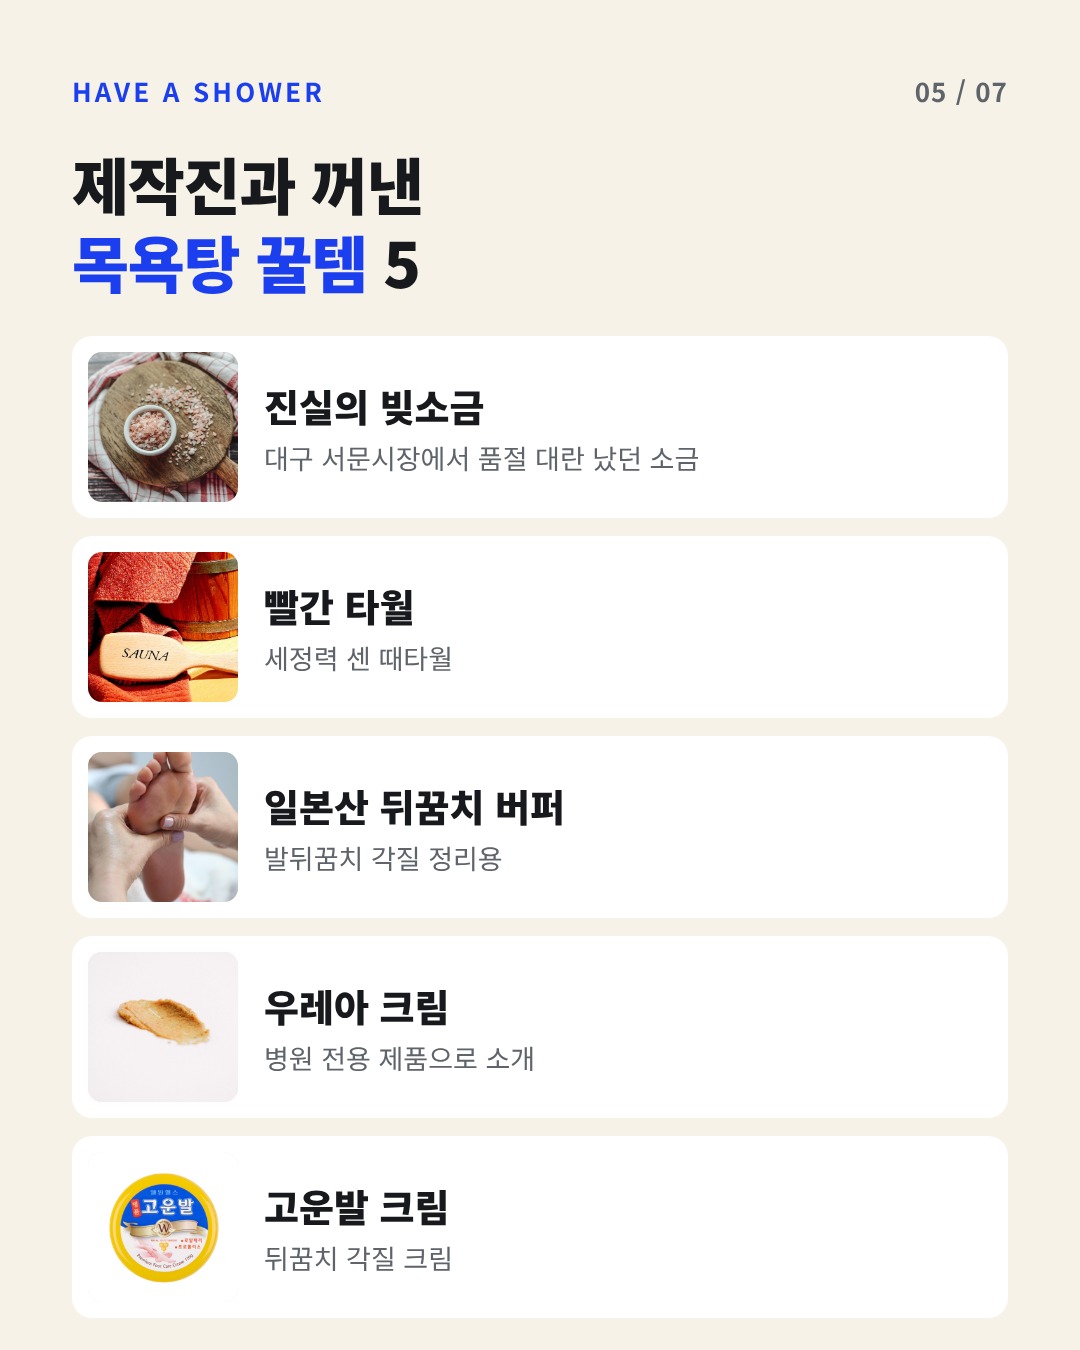 HAVE A SHOWER
05 / 07
제작진과 꺼낸
목욕탕 꿀템 5
진실의 빚소금
대구 서문시장에서 품절 대란 났던 소금
SAUNA
빨간 타월
세정력 센 때타월
일본산 뒤꿈치 버퍼
발뒤꿈치 각질 정리용
우레아 크림
병원 전용 제품으로 소개
고운발
W
고운발 크림
뒤꿈치 각질 크림